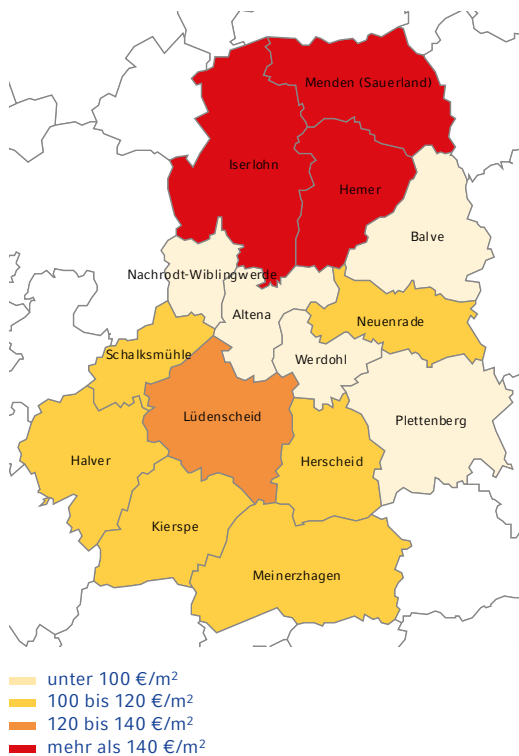 Menden (Sauerland)
Iserlohn
Hemer
Balve
Nachrodt-Wiblingwerde
Altena
Neuenrade
Schalksmühle
Werdohl
Lüdenscheid
Plettenberg
Halver
Herscheid
Kierspe
Meinerzhagen
unter 100 €/m²
100 bis 120 €/m²
120 bis 140 €/m²
mehr als 140 €/m²